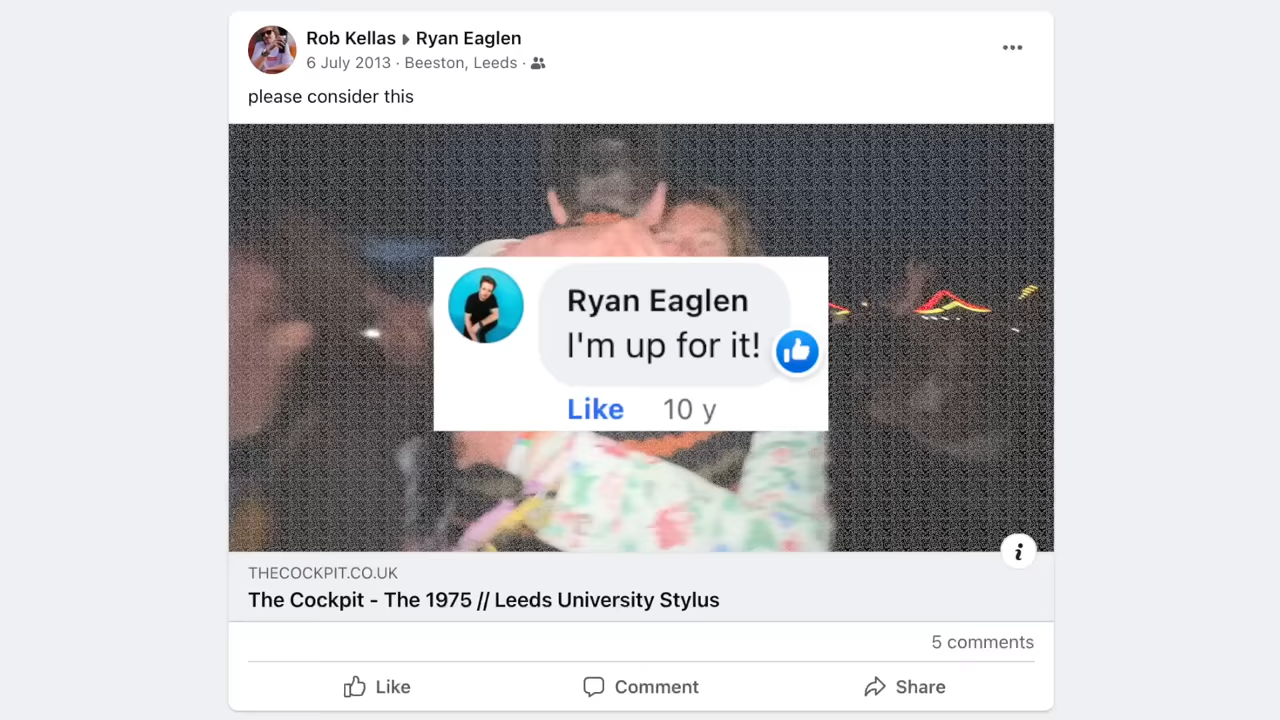 Rob Kellas ▸ Ryan Eaglen
6 July 2013 · Beeston, Leeds ·
please consider this
Ryan Eaglen
I'm up for it!
Like 10 y
THECOCKPIT.CO.UK
The Cockpit - The 1975 // Leeds University Stylus
5 comments
Like Comment Share